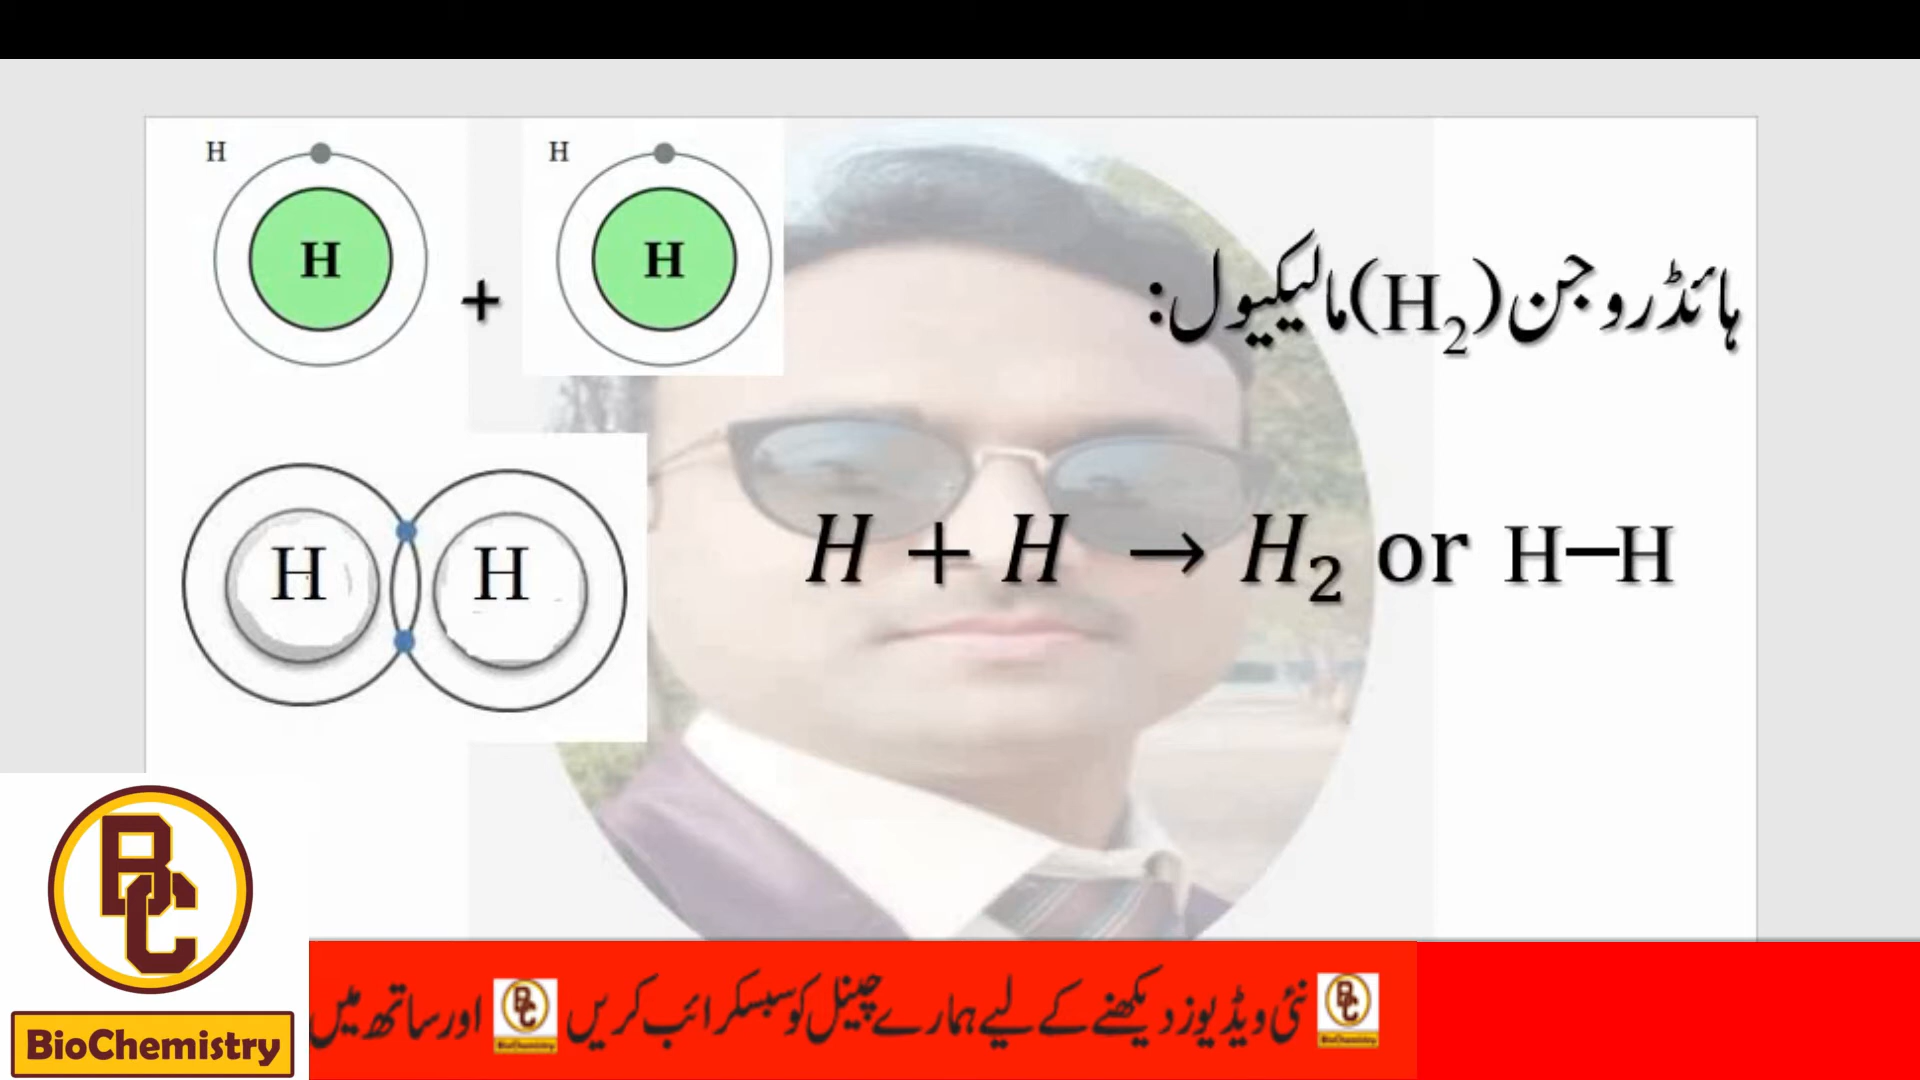 H
H
H
+
H
ہائڈروجن (H₂) مالیکیول:
H
H
H + H → H₂ or H–H
BC
BioChemistry
نئی ویڈیوز دیکھنے کے لیے ہمارے چینل کو سبسکرائب کریں اور ساتھ میں